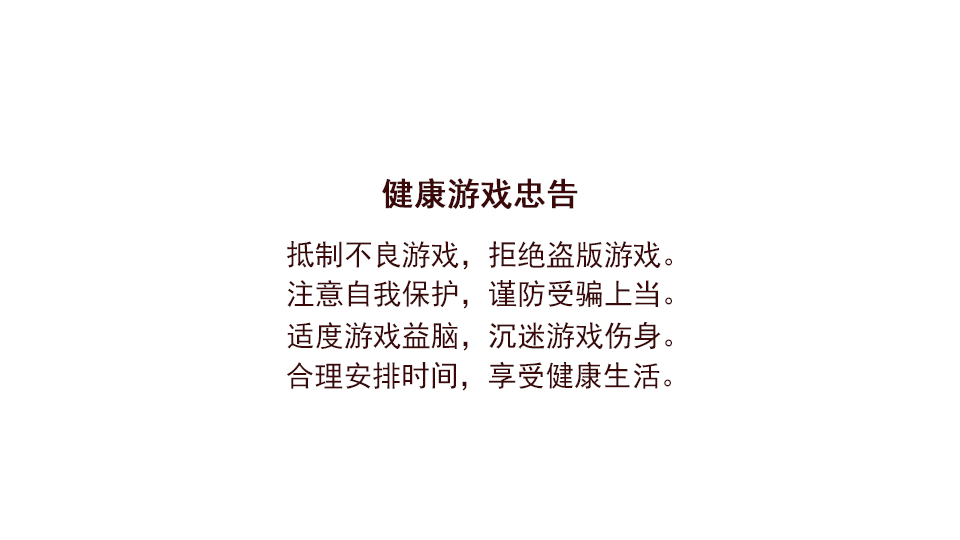 健康游戏忠告
抵制不良游戏，拒绝盗版游戏。
注意自我保护，谨防受骗上当。
适度游戏益脑，沉迷游戏伤身。
合理安排时间，享受健康生活。